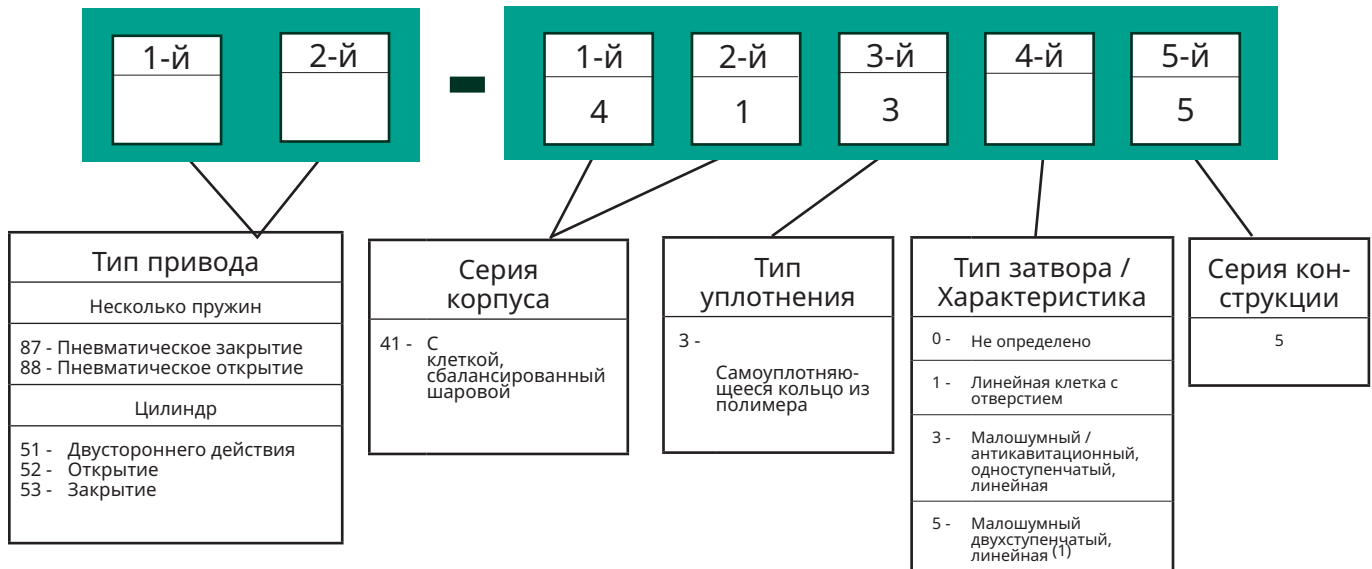 1-й
2-й
1-й
2-й
3-й
4-й
5-й
4
1
3
5
Тип привода
Несколько пружин
87 - Пневматическое закрытие
88 - Пневматическое открытие
Цилиндр
51 - Двустороннего действия
52 - Открытие
53 - Закрытие
Серия
корпуса
41 - С
клеткой,
сбалансированный
шаровой
Тип
уплотнения
3 -
Самоуплотняю-
щееся кольцо из
полимера
Тип затвора /
Характеристика
0 - Не определено
1 - Линейная клетка с
отверстием
3 - Малошумный /
антикавитационный,
одноступенчатый,
линейная
5 - Малошумный
двухступенчатый,
линейная (1)
Серия кон-
струкции
5